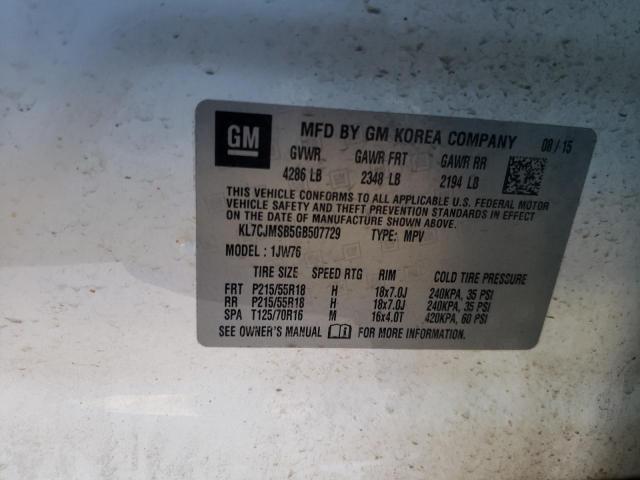 GM
MFD BY GM KOREA COMPANY 08/15
GVWR GAWR FRT GAWR RR
4286 LB 2348 LB 2194 LB
THIS VEHICLE CONFORMS TO ALL APPLICABLE U.S. FEDERAL MOTOR
VEHICLE SAFETY, BUMPER, AND THEFT PREVENTION STANDARDS IN EFFECT
ON THE DATE OF MANUFACTURE SHOWN ABOVE.
KL7CJMSB5GB507729 TYPE: MPV
MODEL : 1JW76
TIRE SIZE SPEED RTG RIM COLD TIRE PRESSURE
FRT P215/55R18 H 18x7.0J 240KPA, 35 PSI
RR P215/55R18 H 18x7.0J 240KPA, 35 PSI
SPA T125/70R16 M 16x4.0T 420KPA, 60 PSI
SEE OWNER'S MANUAL FOR MORE INFORMATION.